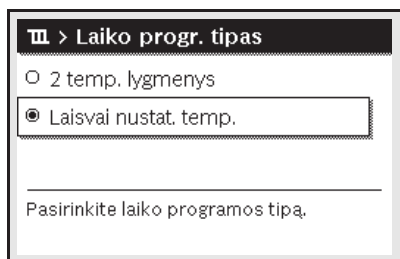 > Laiko progr. tipas
2 temp. lygmenys
Laisvai nustat. temp.
Pasirinkite laiko programos tipą.